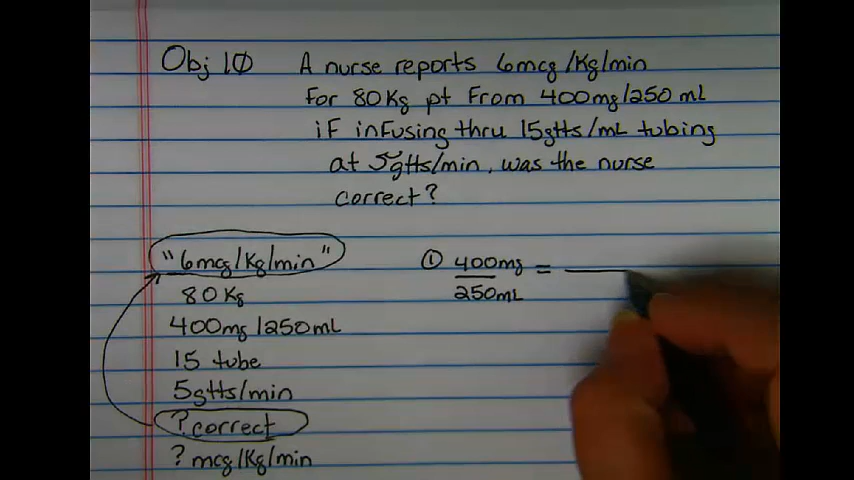 Obj 10 A nurse reports 6mcg/Kg/min
For 80Kg pt From 400mg/250 mL
if infusing thru 15gtts/mL tubing
at 5gtts/min, was the nurse
correct?
"6mcg/Kg/min"
80Kg
400mg/250mL
15 tube
5gtts/min
? correct
? mcg/Kg/min
① 400mg =
250mL